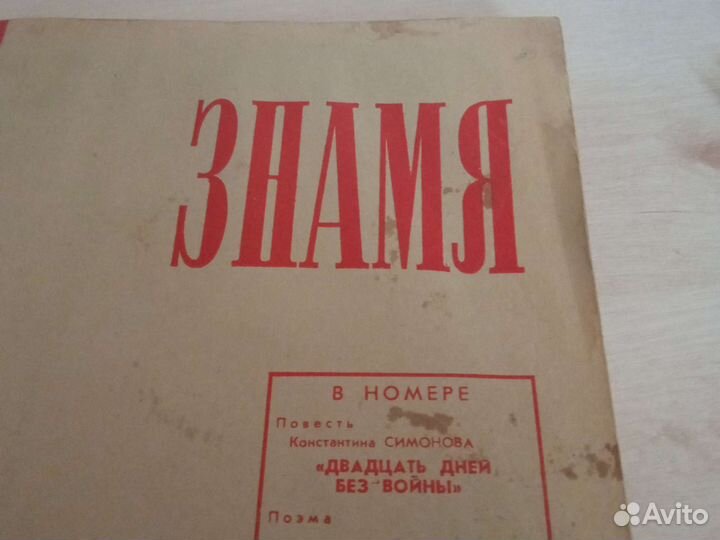 ЗНАМЯ
В НОМЕРЕ
Повесть
Константина СИМОНОВА
«ДВАДЦАТЬ ДНЕЙ
БЕЗ ВОЙНЫ»
Поэма
Avito